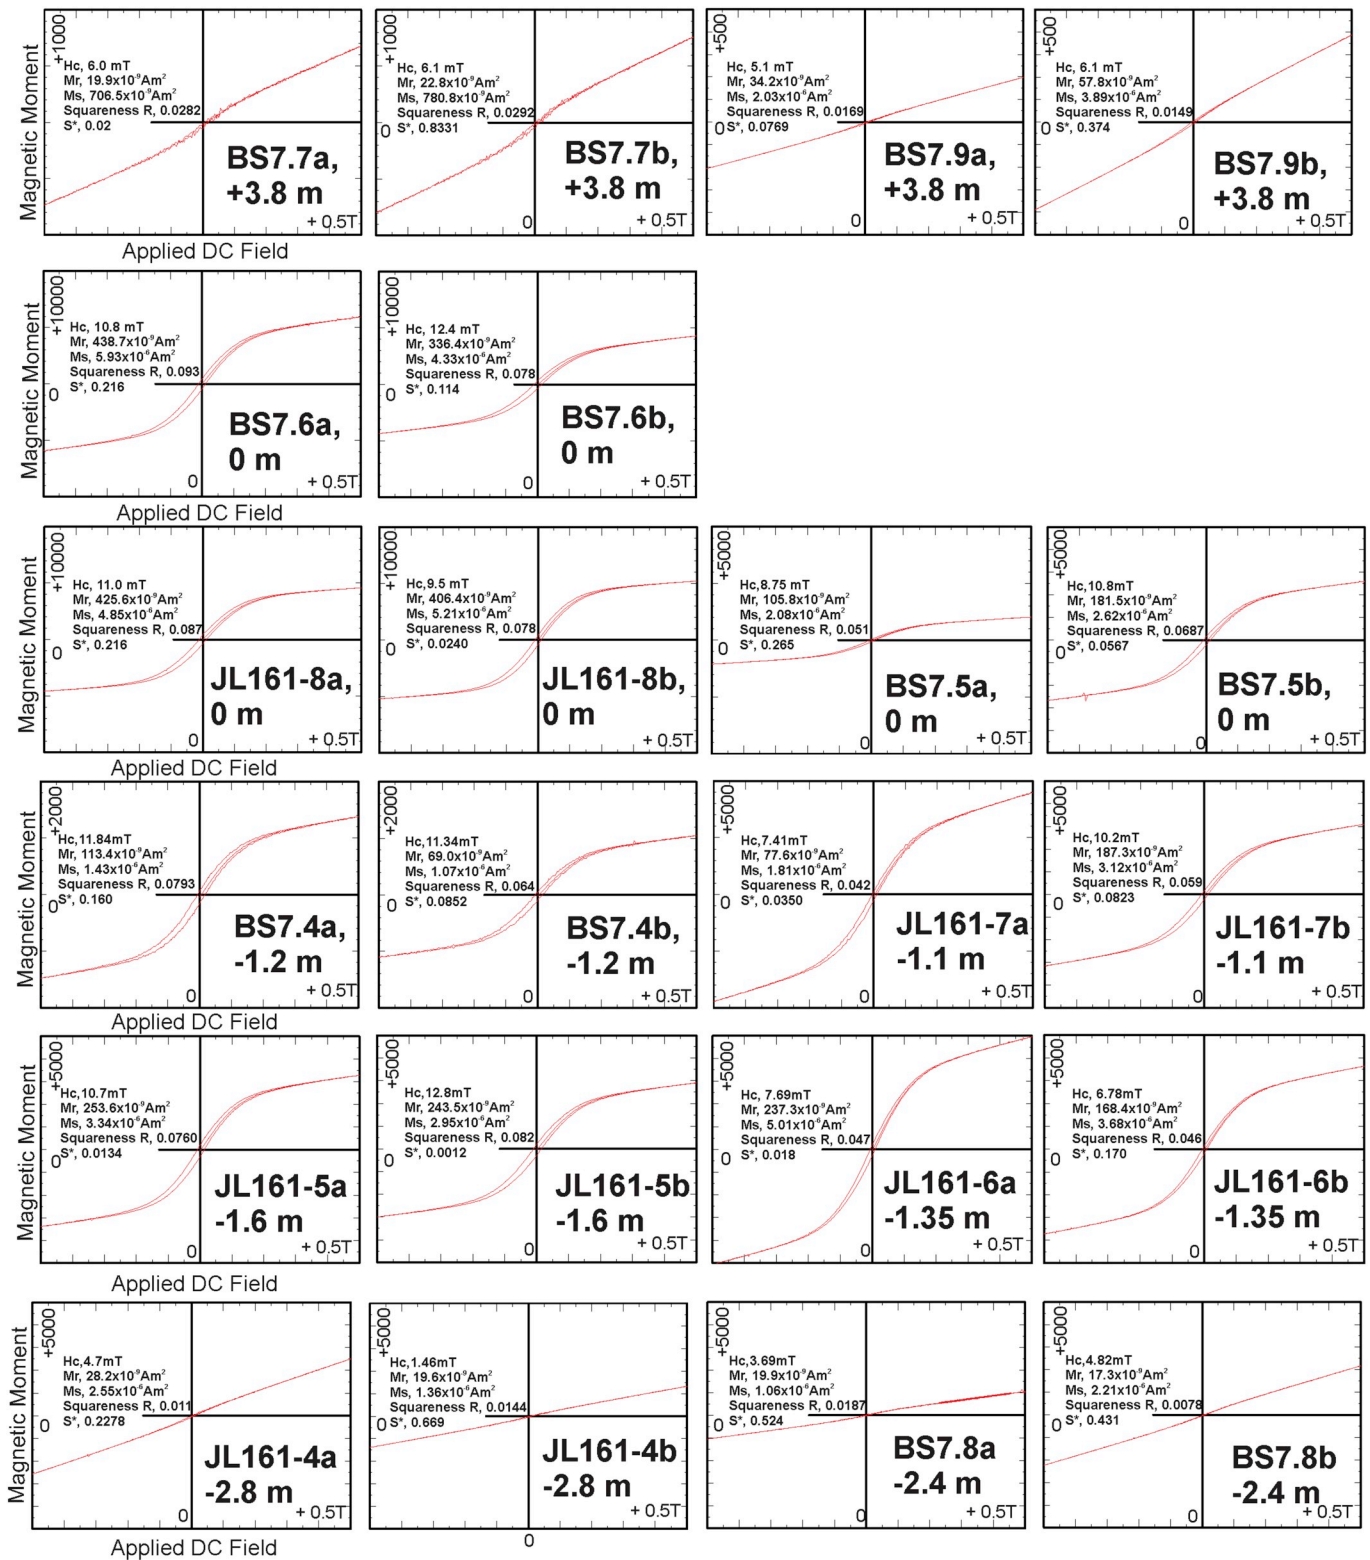 Magnetic Moment
+1000
Hc, 6.0 mT
Mr, 19.9x10⁻⁹Am²
Ms, 706.5x10⁻⁹Am²
Squareness R, 0.0282
S*, 0.02
BS7.7a,
+3.8 m
+ 0.5T
0
Applied DC Field
+1000
Hc, 6.1 mT
Mr, 22.8x10⁻⁹Am²
Ms, 780.8x10⁻⁹Am²
Squareness R, 0.0292
S*, 0.8331
0
BS7.7b,
+3.8 m
0
+ 0.5T
+500
Hc, 5.1 mT
Mr, 34.2x10⁻⁹Am²
Ms, 2.03x10⁻⁶Am²
Squareness R, 0.0169
S*, 0.0769
0
BS7.9a,
+3.8 m
0
+ 0.5T
+500
Hc, 6.1 mT
Mr, 57.8x10⁻⁹Am²
Ms, 3.89x10⁻⁶Am²
Squareness R, 0.0149
S*, 0.374
0
BS7.9b,
+3.8 m
0
+ 0.5T
Magnetic Moment
+10000
Hc, 10.8 mT
Mr, 438.7x10⁻⁹Am²
Ms, 5.93x10⁻⁶Am²
Squareness R, 0.093
S*, 0.216
0
BS7.6a,
0 m
0
+ 0.5T
Applied DC Field
+10000
Hc, 12.4 mT
Mr, 336.4x10⁻⁹Am²
Ms, 4.33x10⁻⁶Am²
Squareness R, 0.078
S*, 0.114
0
BS7.6b,
0 m
0
+ 0.5T
Magnetic Moment
+10000
Hc, 11.0 mT
Mr, 425.6x10⁻⁹Am²
Ms, 4.85x10⁻⁶Am²
Squareness R, 0.087
S*, 0.216
0
JL161-8a,
0 m
0
+ 0.5T
Applied DC Field
+10000
Hc, 9.5 mT
Mr, 406.4x10⁻⁹Am²
Ms, 5.21x10⁻⁶Am²
Squareness R, 0.078
S*, 0.0240
0
JL161-8b,
0 m
0
+ 0.5T
+5000
Hc, 8.75 mT
Mr, 105.8x10⁻⁹Am²
Ms, 2.08x10⁻⁶Am²
Squareness R, 0.051
S*, 0.265
0
BS7.5a,
0 m
0
+ 0.5T
+5000
Hc, 10.8mT
Mr, 181.5x10⁻⁹Am²
Ms, 2.62x10⁻⁶Am²
Squareness R, 0.0687
S*, 0.0567
0
BS7.5b,
0 m
0
+ 0.5T
Magnetic Moment
+2000
Hc, 11.84mT
Mr, 113.4x10⁻⁹Am²
Ms, 1.43x10⁻⁶Am²
Squareness R, 0.0793
S*, 0.160
0
BS7.4a,
-1.2 m
0
+ 0.5T
Applied DC Field
+2000
Hc, 11.34mT
Mr, 69.0x10⁻⁹Am²
Ms, 1.07x10⁻⁶Am²
Squareness R, 0.064
S*, 0.0852
0
BS7.4b,
-1.2 m
0
+ 0.5T
+5000
Hc, 7.41mT
Mr, 77.6x10⁻⁹Am²
Ms, 1.81x10⁻⁶Am²
Squareness R, 0.042
S*, 0.0350
0
JL161-7a
-1.1 m
0
+ 0.5T
+5000
Hc, 10.2mT
Mr, 187.3x10⁻⁹Am²
Ms, 3.12x10⁻⁶Am²
Squareness R, 0.059
S*, 0.0823
0
JL161-7b
-1.1 m
0
+ 0.5T
Magnetic Moment
+5000
Hc, 10.7mT
Mr, 253.6x10⁻⁹Am²
Ms, 3.34x10⁻⁶Am²
Squareness R, 0.0760
S*, 0.0134
0
JL161-5a
-1.6 m
0
+ 0.5T
Applied DC Field
+5000
Hc, 12.8mT
Mr, 243.5x10⁻⁹Am²
Ms, 2.95x10⁻⁶Am²
Squareness R, 0.082
S*, 0.0012
0
JL161-5b
-1.6 m
0
+ 0.5T
+5000
Hc, 7.69mT
Mr, 237.3x10⁻⁹Am²
Ms, 5.01x10⁻⁶Am²
Squareness R, 0.047
S*, 0.018
0
JL161-6a
-1.35 m
0
+ 0.5T
+5000
Hc, 6.78mT
Mr, 168.4x10⁻⁹Am²
Ms, 3.68x10⁻⁶Am²
Squareness R, 0.046
S*, 0.170
0
JL161-6b
-1.35 m
0
+ 0.5T
Magnetic Moment
+5000
Hc, 4.7mT
Mr, 28.2x10⁻⁹Am²
Ms, 2.55x10⁻⁶Am²
Squareness R, 0.011
S*, 0.2278
0
JL161-4a
-2.8 m
0
+ 0.5T
Applied DC Field
+5000
Hc, 1.46mT
Mr, 19.6x10⁻⁹Am²
Ms, 1.36x10⁻⁶Am²
Squareness R, 0.0144
S*, 0.669
0
JL161-4b
-2.8 m
+ 0.5T
0
+5000
Hc, 3.69mT
Mr, 19.9x10⁻⁹Am²
Ms, 1.06x10⁻⁶Am²
Squareness R, 0.0187
S*, 0.524
0
BS7.8a
-2.4 m
0
+ 0.5T
+5000
Hc, 4.82mT
Mr, 17.3x10⁻⁹Am²
Ms, 2.21x10⁻⁶Am²
Squareness R, 0.0078
S*, 0.431
0
BS7.8b
-2.4 m
0
+ 0.5T